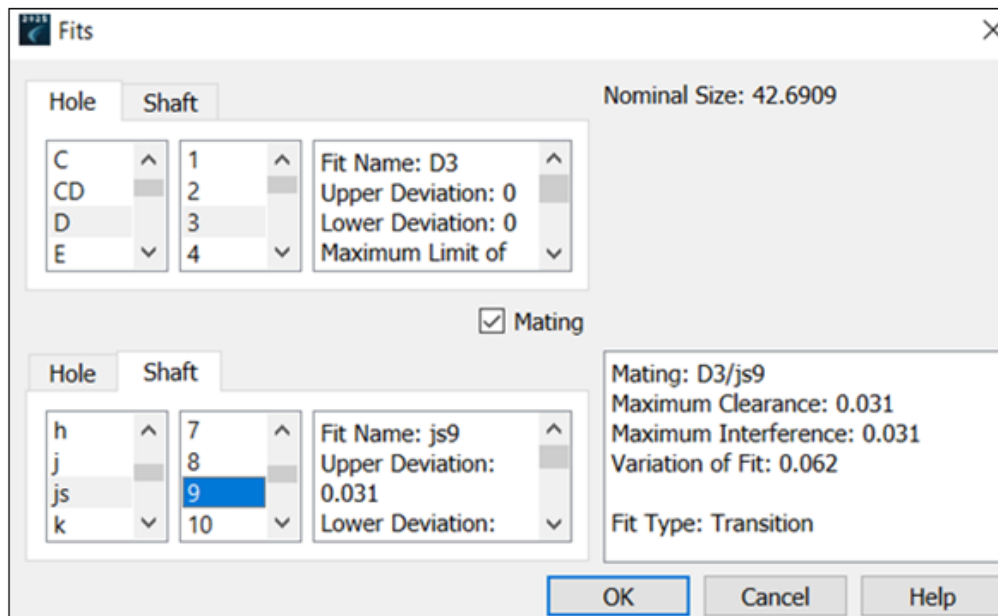 2025
Fits
Hole
Shaft
Nominal Size: 42.6909
C
CD
D
E
1
2
3
4
Fit Name: D3
Upper Deviation: 0
Lower Deviation: 0
Maximum Limit of
Mating
Hole
Shaft
h
j
js
k
7
8
9
10
Fit Name: js9
Upper Deviation:
0.031
Lower Deviation:
Mating: D3/js9
Maximum Clearance: 0.031
Maximum Interference: 0.031
Variation of Fit: 0.062
Fit Type: Transition
OK
Cancel
Help